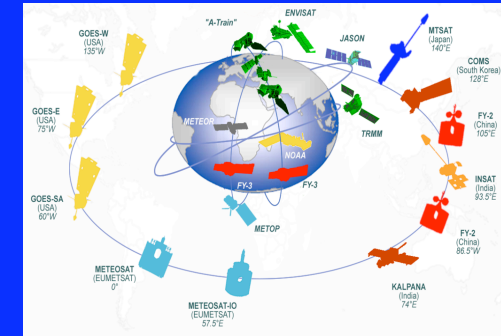 "A-Train"
ENVISAT
JASON
MTSAT
(Japan)
140°E
GOES-W
(USA)
135°W
COMS
(South Korea)
128°E
GOES-E
(USA)
75°W
METEOR
TRMM
FY-2
(China)
105°E
NOAA
FY-3
FY-3
INSAT
(India)
93.5°E
GOES-SA
(USA)
60°W
METOP
FY-2
(China)
86.5°W
METEOSAT
(EUMETSAT)
0°
KALPANA
(India)
74°E
METEOSAT-IO
(EUMETSAT)
57.5°E